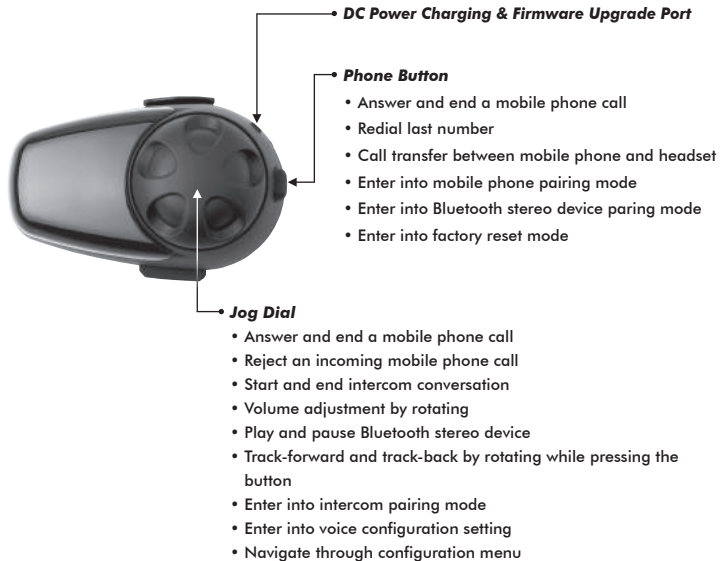 DC Power Charging & Firmware Upgrade Port
Phone Button
• Answer and end a mobile phone call
• Redial last number
• Call transfer between mobile phone and headset
• Enter into mobile phone pairing mode
• Enter into Bluetooth stereo device paring mode
• Enter into factory reset mode
Jog Dial
• Answer and end a mobile phone call
• Reject an incoming mobile phone call
• Start and end intercom conversation
• Volume adjustment by rotating
• Play and pause Bluetooth stereo device
• Track-forward and track-back by rotating while pressing the
button
• Enter into intercom pairing mode
• Enter into voice configuration setting
• Navigate through configuration menu